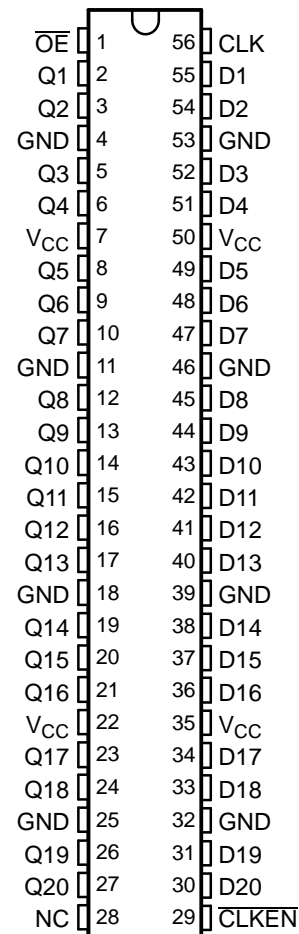 O̅E̅ 1 56 CLK
Q1 2 55 D1
Q2 3 54 D2
GND 4 53 GND
Q3 5 52 D3
Q4 6 51 D4
VCC 7 50 VCC
Q5 8 49 D5
Q6 9 48 D6
Q7 10 47 D7
GND 11 46 GND
Q8 12 45 D8
Q9 13 44 D9
Q10 14 43 D10
Q11 15 42 D11
Q12 16 41 D12
Q13 17 40 D13
GND 18 39 GND
Q14 19 38 D14
Q15 20 37 D15
Q16 21 36 D16
VCC 22 35 VCC
Q17 23 34 D17
Q18 24 33 D18
GND 25 32 GND
Q19 26 31 D19
Q20 27 30 D20
NC 28 29 C̅L̅K̅E̅N̅